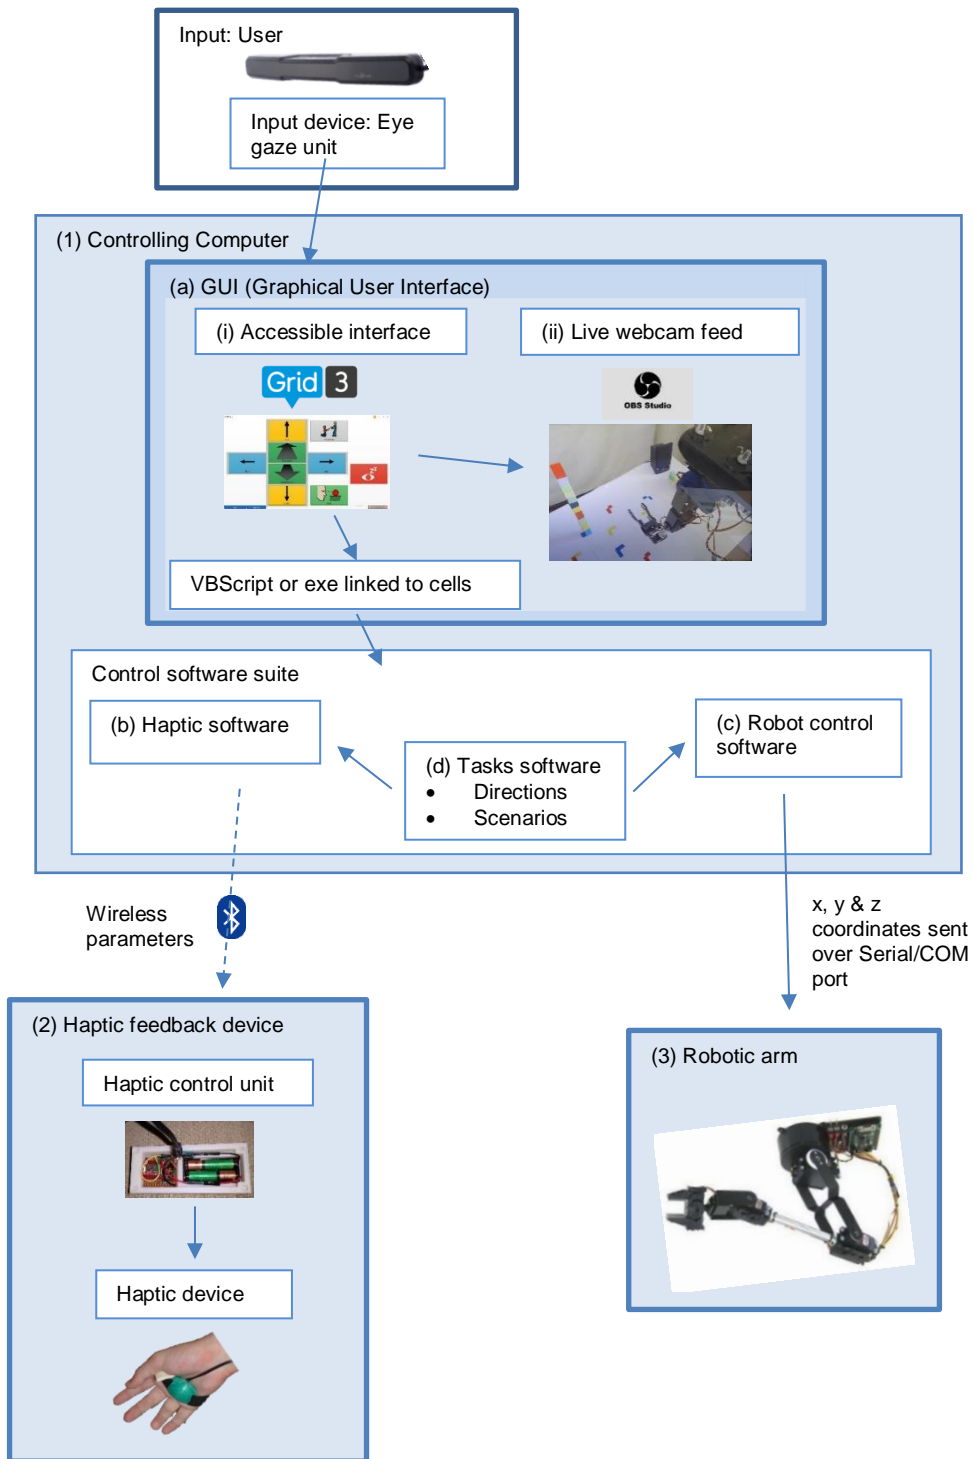 Input: User
Input device: Eye
gaze unit
(1) Controlling Computer
(a) GUI (Graphical User Interface)
(i) Accessible interface
(ii) Live webcam feed
Grid 3
OBS Studio
VBScript or exe linked to cells
Control software suite
(b) Haptic software
(c) Robot control
software
(d) Tasks software
• Directions
• Scenarios
Wireless
parameters
x, y & z
coordinates sent
over Serial/COM
port
(2) Haptic feedback device
Haptic control unit
Haptic device
(3) Robotic arm